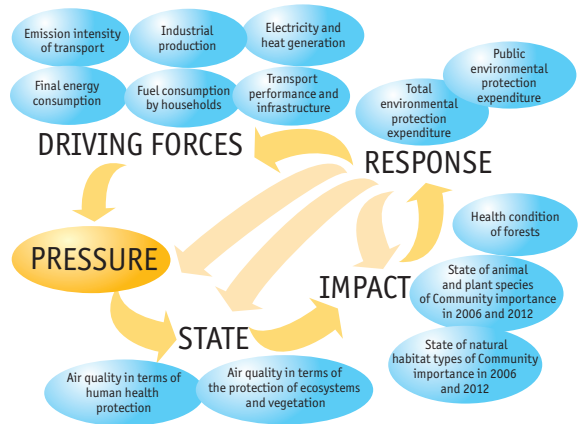 Emission intensity
of transport
Industrial
production
Electricity and
heat generation
Final energy
consumption
Fuel consumption
by households
Transport
performance and
infrastructure
DRIVING FORCES
Public
environmental
protection
expenditure
Total
environmental
protection
expenditure
RESPONSE
PRESSURE
Health condition
of forests
IMPACT
State of animal
and plant species
of Community importance
in 2006 and 2012
State of natural
habitat types of Community
importance in 2006
and 2012
STATE
Air quality in terms of
human health
protection
Air quality in terms of
the protection of ecosystems
and vegetation